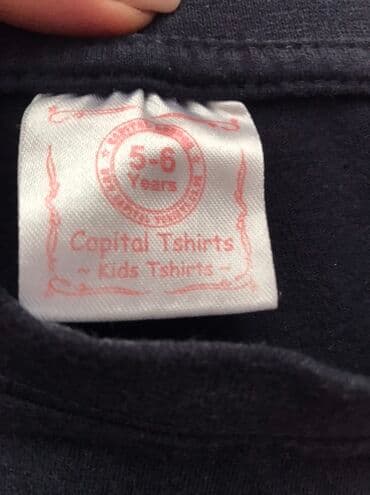 5-6
Years
Capital Tshirts
~ Kids Tshirts ~